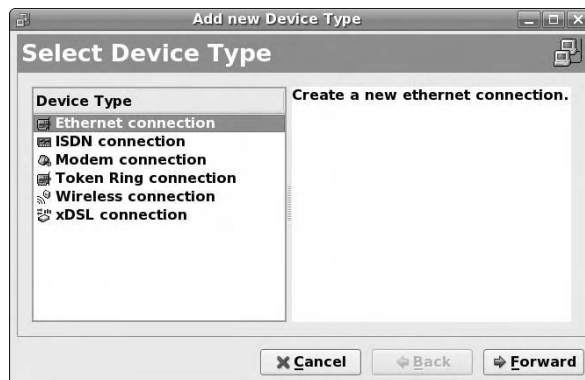 Add new Device Type
Select Device Type
Device Type
Ethernet connection
ISDN connection
Modem connection
Token Ring connection
Wireless connection
xDSL connection
Create a new ethernet connection.
Cancel
Back
Forward